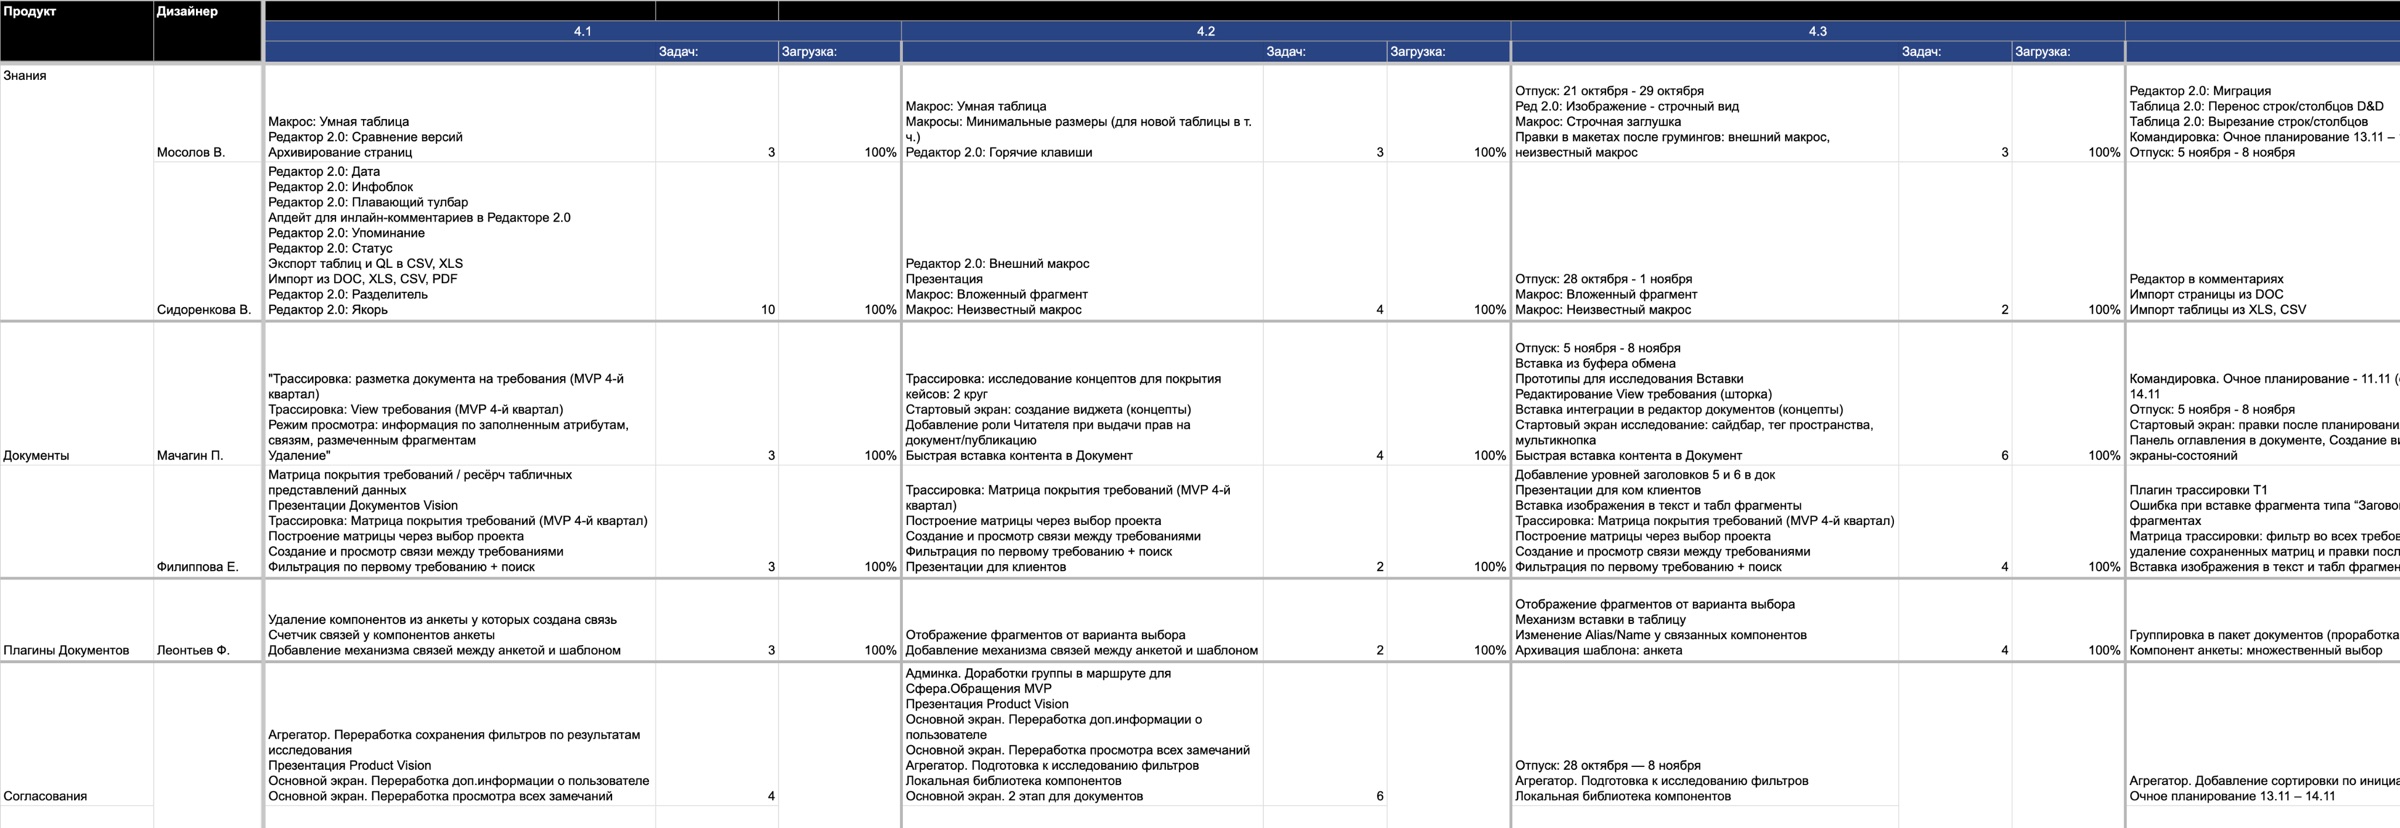 Продукт
Дизайнер
4.1
4.2
4.3
Задач:
Загрузка:
Задач:
Загрузка:
Задач:
Загрузка:
Знания
Мосолов В.
Макрос: Умная таблица
Редактор 2.0: Сравнение версий
Архивирование страниц
3
100%
Макрос: Умная таблица
Макросы: Минимальные размеры (для новой таблицы в т.
ч.)
Редактор 2.0: Горячие клавиши
3
100%
Отпуск: 21 октября - 29 октября
Ред 2.0: Изображение - строчный вид
Макрос: Строчная заглушка
Правки в макетах после грумингов: внешний макрос,
неизвестный макрос
3
100%
Редактор 2.0: Миграция
Таблица 2.0: Перенос строк/столбцов D&D
Таблица 2.0: Вырезание строк/столбцов
Командировка: Очное планирование 13.11 –
Отпуск: 5 ноября - 8 ноября
Сидоренкова В.
Редактор 2.0: Дата
Редактор 2.0: Инфоблок
Редактор 2.0: Плавающий тулбар
Апдейт для инлайн-комментариев в Редакторе 2.0
Редактор 2.0: Упоминание
Редактор 2.0: Статус
Экспорт таблиц и QL в CSV, XLS
Импорт из DOC, XLS, CSV, PDF
Редактор 2.0: Разделитель
Редактор 2.0: Якорь
10
100%
Редактор 2.0: Внешний макрос
Презентация
Макрос: Вложенный фрагмент
Макрос: Неизвестный макрос
4
100%
Отпуск: 28 октября - 1 ноября
Макрос: Вложенный фрагмент
Макрос: Неизвестный макрос
2
100%
Редактор в комментариях
Импорт страницы из DOC
Импорт таблицы из XLS, CSV
Документы
Мачагин П.
"Трассировка: разметка документа на требования (MVP 4-й
квартал)
Трассировка: View требования (MVP 4-й квартал)
Режим просмотра: информация по заполненным атрибутам,
связям, размеченным фрагментам
Удаление"
3
100%
Трассировка: исследование концептов для покрытия
кейсов: 2 круг
Стартовый экран: создание виджета (концепты)
Добавление роли Читателя при выдачи прав на
документ/публикацию
Быстрая вставка контента в Документ
4
100%
Отпуск: 5 ноября - 8 ноября
Вставка из буфера обмена
Прототипы для исследования Вставки
Редактирование View требования (шторка)
Вставка интеграции в редактор документов (концепты)
Стартовый экран исследование: сайдбар, тег пространства,
мультикнопка
Быстрая вставка контента в Документ
6
100%
Командировка. Очное планирование - 11.11
14.11
Отпуск: 5 ноября - 8 ноября
Стартовый экран: правки после планировани
Панель оглавления в документе, Создание ви
экраны-состояний
Филиппова Е.
Матрица покрытия требований / ресёрч табличных
представлений данных
Презентации Документов Vision
Трассировка: Матрица покрытия требований (MVP 4-й квартал)
Построение матрицы через выбор проекта
Создание и просмотр связи между требованиями
Фильтрация по первому требованию + поиск
3
100%
Трассировка: Матрица покрытия требований (MVP 4-й
квартал)
Построение матрицы через выбор проекта
Создание и просмотр связи между требованиями
Фильтрация по первому требованию + поиск
Презентации для клиентов
2
100%
Добавление уровней заголовков 5 и 6 в док
Презентации для ком клиентов
Вставка изображения в текст и табл фрагменты
Трассировка: Матрица покрытия требований (MVP 4-й квартал)
Построение матрицы через выбор проекта
Создание и просмотр связи между требованиями
Фильтрация по первому требованию + поиск
4
100%
Плагин трассировки Т1
Ошибка при вставке фрагмента типа “Загово
фрагментах
Матрица трассировки: фильтр во всех требов
удаление сохраненных матриц и правки посл
Вставка изображения в текст и табл фрагмен
Плагины Документов
Леонтьев Ф.
Удаление компонентов из анкеты у которых создана связь
Счетчик связей у компонентов анкеты
Добавление механизма связей между анкетой и шаблоном
3
100%
Отображение фрагментов от варианта выбора
Добавление механизма связей между анкетой и шаблоном
2
100%
Отображение фрагментов от варианта выбора
Механизм вставки в таблицу
Изменение Alias/Name у связанных компонентов
Архивация шаблона: анкета
4
100%
Группировка в пакет документов (проработка
Компонент анкеты: множественный выбор
Согласования
Агрегатор. Переработка сохранения фильтров по результатам
исследования
Презентация Product Vision
Основной экран. Переработка доп.информации о пользователе
Основной экран. Переработка просмотра всех замечаний
4
Админка. Доработки группы в маршруте для
Сфера.Обращения MVP
Презентация Product Vision
Основной экран. Переработка доп.информации о
пользователе
Основной экран. Переработка просмотра всех замечаний
Агрегатор. Подготовка к исследованию фильтров
Локальная библиотека компонентов
Основной экран. 2 этап для документов
6
Отпуск: 28 октября — 8 ноября
Агрегатор. Подготовка к исследованию фильтров
Локальная библиотека компонентов
Агрегатор. Добавление сортировки по инициа
Очное планирование 13.11 – 14.11